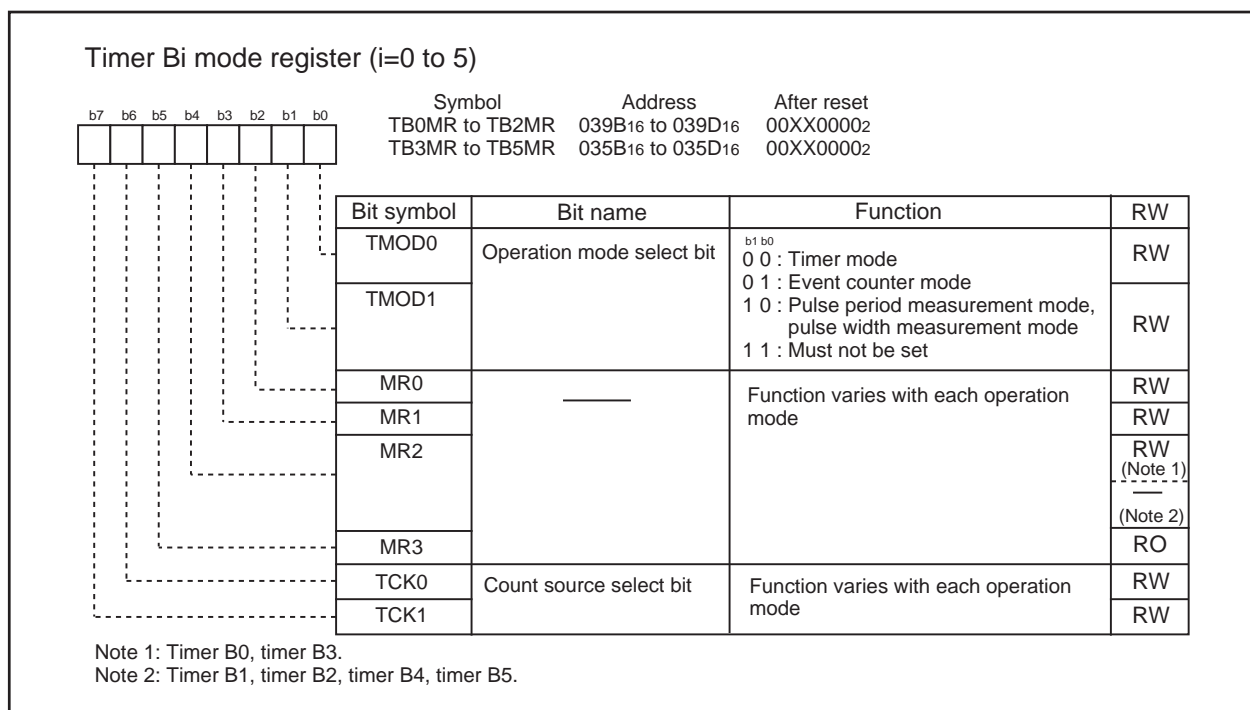 Timer Bi mode register (i=0 to 5)
b7 b6 b5 b4 b3 b2 b1 b0
Symbol Address After reset
TB0MR to TB2MR 039B16 to 039D16 00XX00002
TB3MR to TB5MR 035B16 to 035D16 00XX00002
Bit symbol Bit name Function RW
TMOD0 Operation mode select bit b1 b0 RW
0 0 : Timer mode
0 1 : Event counter mode
TMOD1 1 0 : Pulse period measurement mode,
pulse width measurement mode RW
1 1 : Must not be set
MR0 Function varies with each operation RW
MR1 mode RW
MR2 RW
(Note 1)
(Note 2)
MR3 RO
TCK0 Count source select bit Function varies with each operation RW
TCK1 mode RW
Note 1: Timer B0, timer B3.
Note 2: Timer B1, timer B2, timer B4, timer B5.